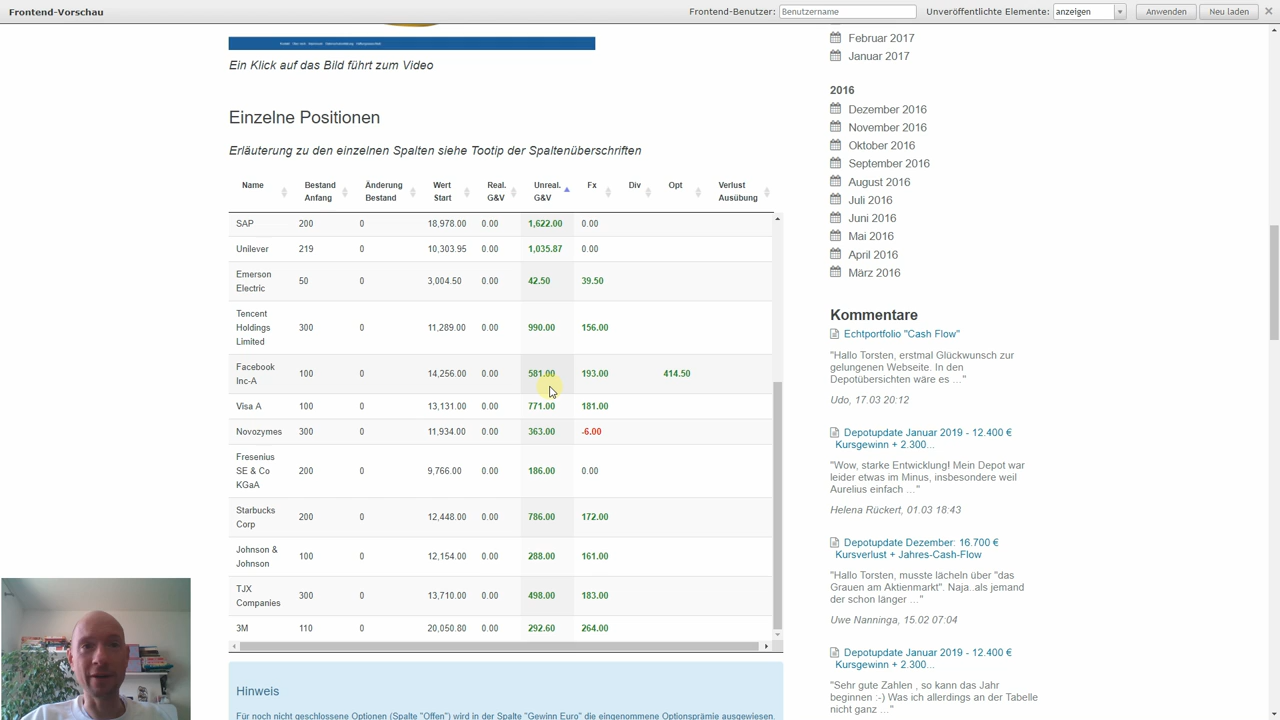 Frontend-Vorschau
Frontend-Benutzer: Benutzername
Unveröffentliche Elemente: anzeigen
Anwenden
Neu laden
Ein Klick auf das Bild führt zum Video
Einzelne Positionen
Erläuterung zu den einzelnen Spalten siehe Tootip der Spaltenüberschriften
Name Bestand Anfang Änderung Bestand Wert Start Real. G&V Unreal. G&V Fx Div Opt Verlust Ausübung
SAP 200 0 18,978.00 0.00 1,622.00 0.00
Unilever 219 0 10,303.95 0.00 1,035.87 0.00
Emerson Electric 50 0 3,004.50 0.00 42.50 39.50
Tencent Holdings Limited 300 0 11,289.00 0.00 990.00 156.00
Facebook Inc-A 100 0 14,256.00 0.00 581.00 193.00 414.50
Visa A 100 0 13,131.00 0.00 771.00 181.00
Novozymes 300 0 11,934.00 0.00 363.00 -6.00
Fresenius SE & Co KGaA 200 0 9,766.00 0.00 186.00 0.00
Starbucks Corp 200 0 12,448.00 0.00 786.00 172.00
Johnson & Johnson 100 0 12,154.00 0.00 288.00 161.00
TJX Companies 300 0 13,710.00 0.00 498.00 183.00
3M 110 0 20,050.80 0.00 292.60 264.00
Hinweis
Für noch nicht geschlossene Optionen (Spalte "Offen") wird in der Spalte "Gewinn Euro" die eingenommene Optionsprämie ausgewiesen.
Februar 2017
Januar 2017
2016
Dezember 2016
November 2016
Oktober 2016
September 2016
August 2016
Juli 2016
Juni 2016
Mai 2016
April 2016
März 2016
Kommentare
Echtportfolio "Cash Flow"
"Hallo Torsten, erstmal Glückwunsch zur
gelungenen Webseite. In den
Depotübersichten wäre es …"
Udo, 17.03 20:12
Depotupdate Januar 2019 - 12.400 €
Kursgewinn + 2.300...
"Wow, starke Entwicklung! Mein Depot war
leider etwas im Minus, insbesondere weil
Aurelius einfach …"
Helena Rückert, 01.03 18:43
Depotupdate Dezember: 16.700 €
Kursverlust + Jahres-Cash-Flow
"Hallo Torsten, musste lächeln über "das
Grauen am Aktienmarkt". Naja..als jemand
der schon länger …"
Uwe Nanninga, 15.02 07:04
Depotupdate Januar 2019 - 12.400 €
Kursgewinn + 2.300...
"Sehr gute Zahlen , so kann das Jahr
beginnen :-) Was ich allerdings an der Tabelle
nicht ganz …"